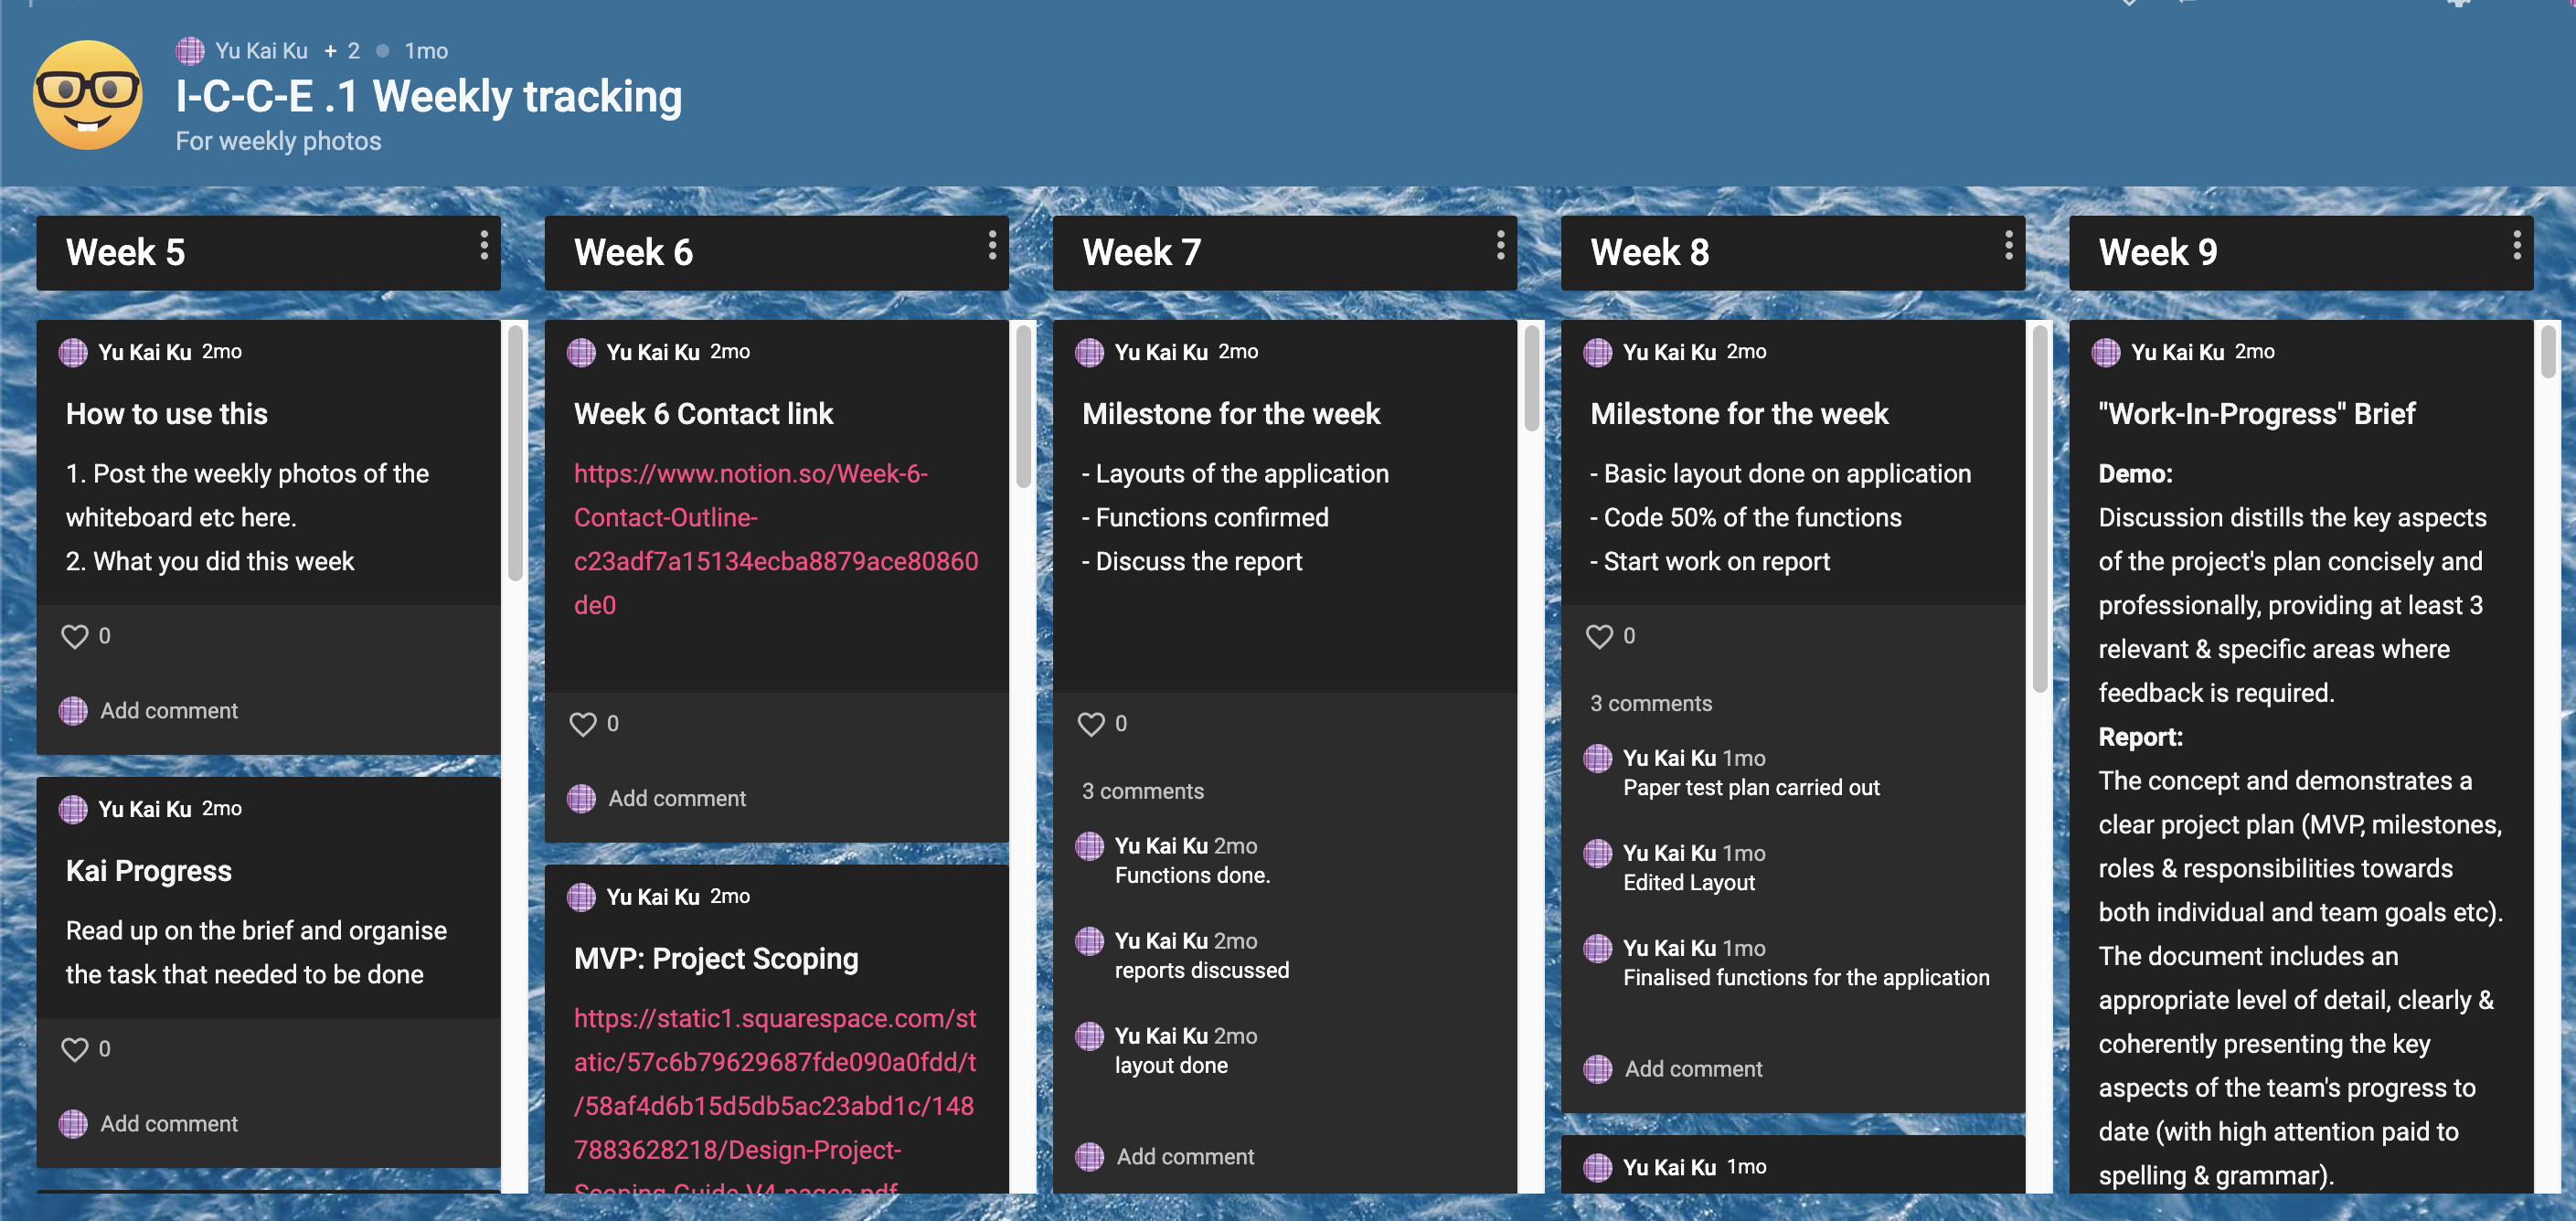 Yu Kai Ku + 2 1mo
I-C-C-E .1 Weekly tracking
For weekly photos
Week 5
Yu Kai Ku 2mo
How to use this
1. Post the weekly photos of the
whiteboard etc here.
2. What you did this week
0
Add comment
Yu Kai Ku 2mo
Kai Progress
Read up on the brief and organise
the task that needed to be done
0
Add comment
Week 6
Yu Kai Ku 2mo
Week 6 Contact link
https://www.notion.so/Week-6-
Contact-Outline-
c23adf7a15134ecba8879ace80860
de0
0
Add comment
Yu Kai Ku 2mo
MVP: Project Scoping
https://static1.squarespace.com/st
atic/57c6b79629687fde090a0fdd/t
/58af4d6b15d5db5ac23abd1c/148
7883628218/Design-Project-
Scoping-Guide-V4-pages.pdf
Week 7
Yu Kai Ku 2mo
Milestone for the week
- Layouts of the application
- Functions confirmed
- Discuss the report
0
3 comments
Yu Kai Ku 2mo
Functions done.
Yu Kai Ku 2mo
reports discussed
Yu Kai Ku 2mo
layout done
Add comment
Week 8
Yu Kai Ku 2mo
Milestone for the week
- Basic layout done on application
- Code 50% of the functions
- Start work on report
0
3 comments
Yu Kai Ku 1mo
Paper test plan carried out
Yu Kai Ku 1mo
Edited Layout
Yu Kai Ku 1mo
Finalised functions for the application
Add comment
Yu Kai Ku 1mo
Week 9
Yu Kai Ku 2mo
"Work-In-Progress" Brief
Demo:
Discussion distills the key aspects
of the project's plan concisely and
professionally, providing at least 3
relevant & specific areas where
feedback is required.
Report:
The concept and demonstrates a
clear project plan (MVP, milestones,
roles & responsibilities towards
both individual and team goals etc).
The document includes an
appropriate level of detail, clearly &
coherently presenting the key
aspects of the team's progress to
date (with high attention paid to
spelling & grammar).